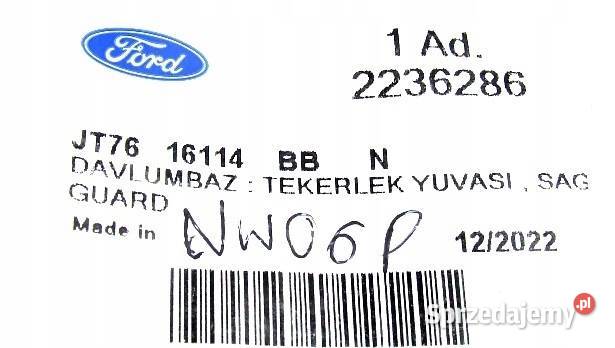 Ford
1 Ad.
2236286
JT76 16114 BB N
DAVLUMBAZ : TEKERLEK YUVASI , SAG
GUARD
Made in NW06P 12/2022
Sprzedajemy.pl